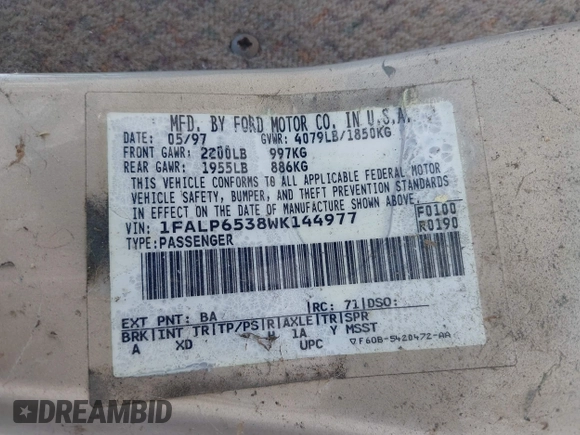 MFD. BY FORD MOTOR CO. IN U.S.A.
DATE: 05/97 GVWR: 4079LB/1850KG
FRONT GAWR: 2200LB 997KG
REAR GAWR: 1955LB 886KG
THIS VEHICLE CONFORMS TO ALL APPLICABLE FEDERAL MOTOR
VEHICLE SAFETY, BUMPER, AND THEFT PREVENTION STANDARDS
IN EFFECT ON THE DATE OF MANUFACTURE SHOWN ABOVE.
VIN: 1FALP6538WK144977 F0100
TYPE: PASSENGER R0190
EXT PNT: BA RC: 71 DSO:
BRK INT TR TP/PS R AXLE TR SPR
A XD H 1A Y MSST
UPC F60B-5420472-AA
DREAMBID